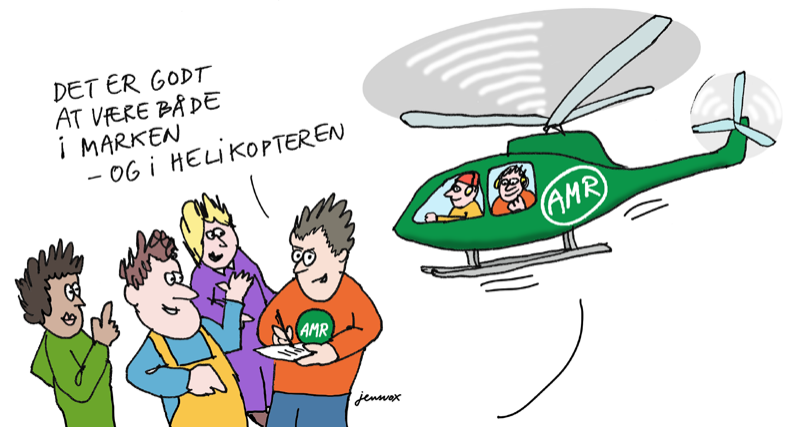 DET ER GODT
AT VÆRE BÅDE
I MARKEN
- OG I HELIKOPTEREN
AMR
AMR
jenvox